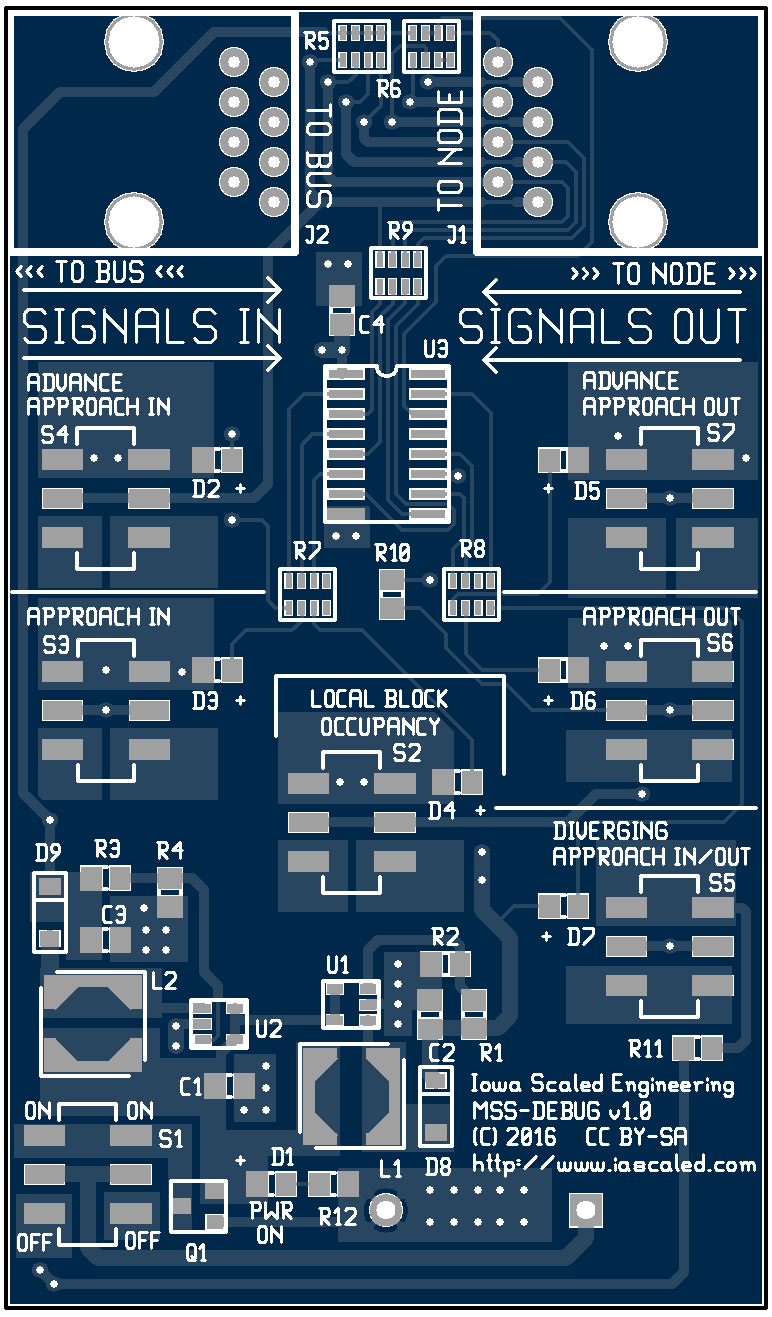 R5
R6
TO BUS
TO NODE
J2
R9
J1
<<< TO BUS <<<
>>> TO NODE >>>
SIGNALS IN
C4
SIGNALS OUT
U3
ADVANCE
APPROACH IN
ADVANCE
APPROACH OUT
S4
S7
D2 +
+ D5
R7
R10
R8
APPROACH IN
APPROACH OUT
S3
S6
D3 +
+ D6
LOCAL BLOCK
OCCUPANCY
S2
D4 +
DIVERGING
APPROACH IN/OUT
D9
R3
R4
S5
C3
+ D7
R2
U1
L2
U2
C2
R1
R11
C1
Iowa Scaled Engineering
MSS-DEBUG v1.0
(C) 2016 CC BY-SA
http://www.iascaled.com
ON
ON
S1
+ D1
L1
D8
PWR
ON
R12
OFF
OFF
Q1